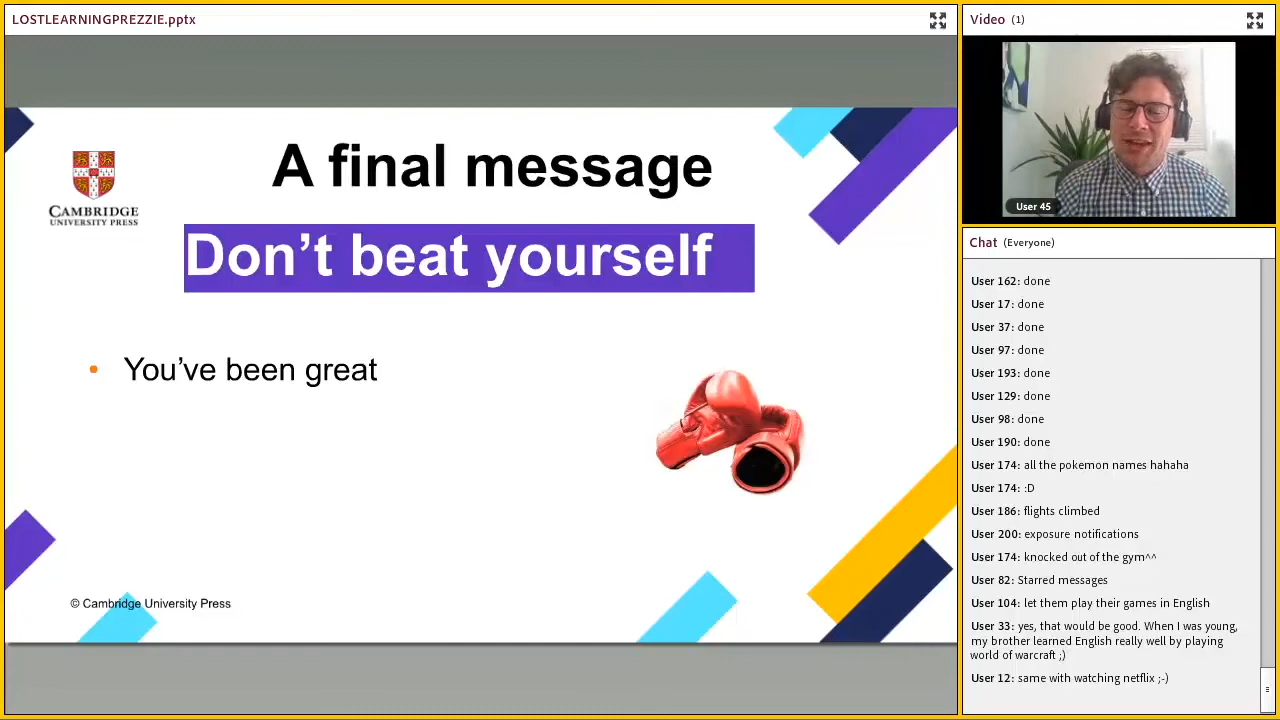 LOSTLEARNINGPREZZIE.pptx
A final message
CAMBRIDGE
UNIVERSITY PRESS
Don’t beat yourself
• You’ve been great
© Cambridge University Press
Video (1)
User 45
Chat (Everyone)
User 162: done
User 17: done
User 37: done
User 97: done
User 193: done
User 129: done
User 98: done
User 190: done
User 174: all the pokemon names hahaha
User 174: :D
User 186: flights climbed
User 200: exposure notifications
User 174: knocked out of the gym^^
User 82: Starred messages
User 104: let them play their games in English
User 33: yes, that would be good. When I was young,
my brother learned English really well by playing
world of warcraft ;)
User 12: same with watching netflix ;-)